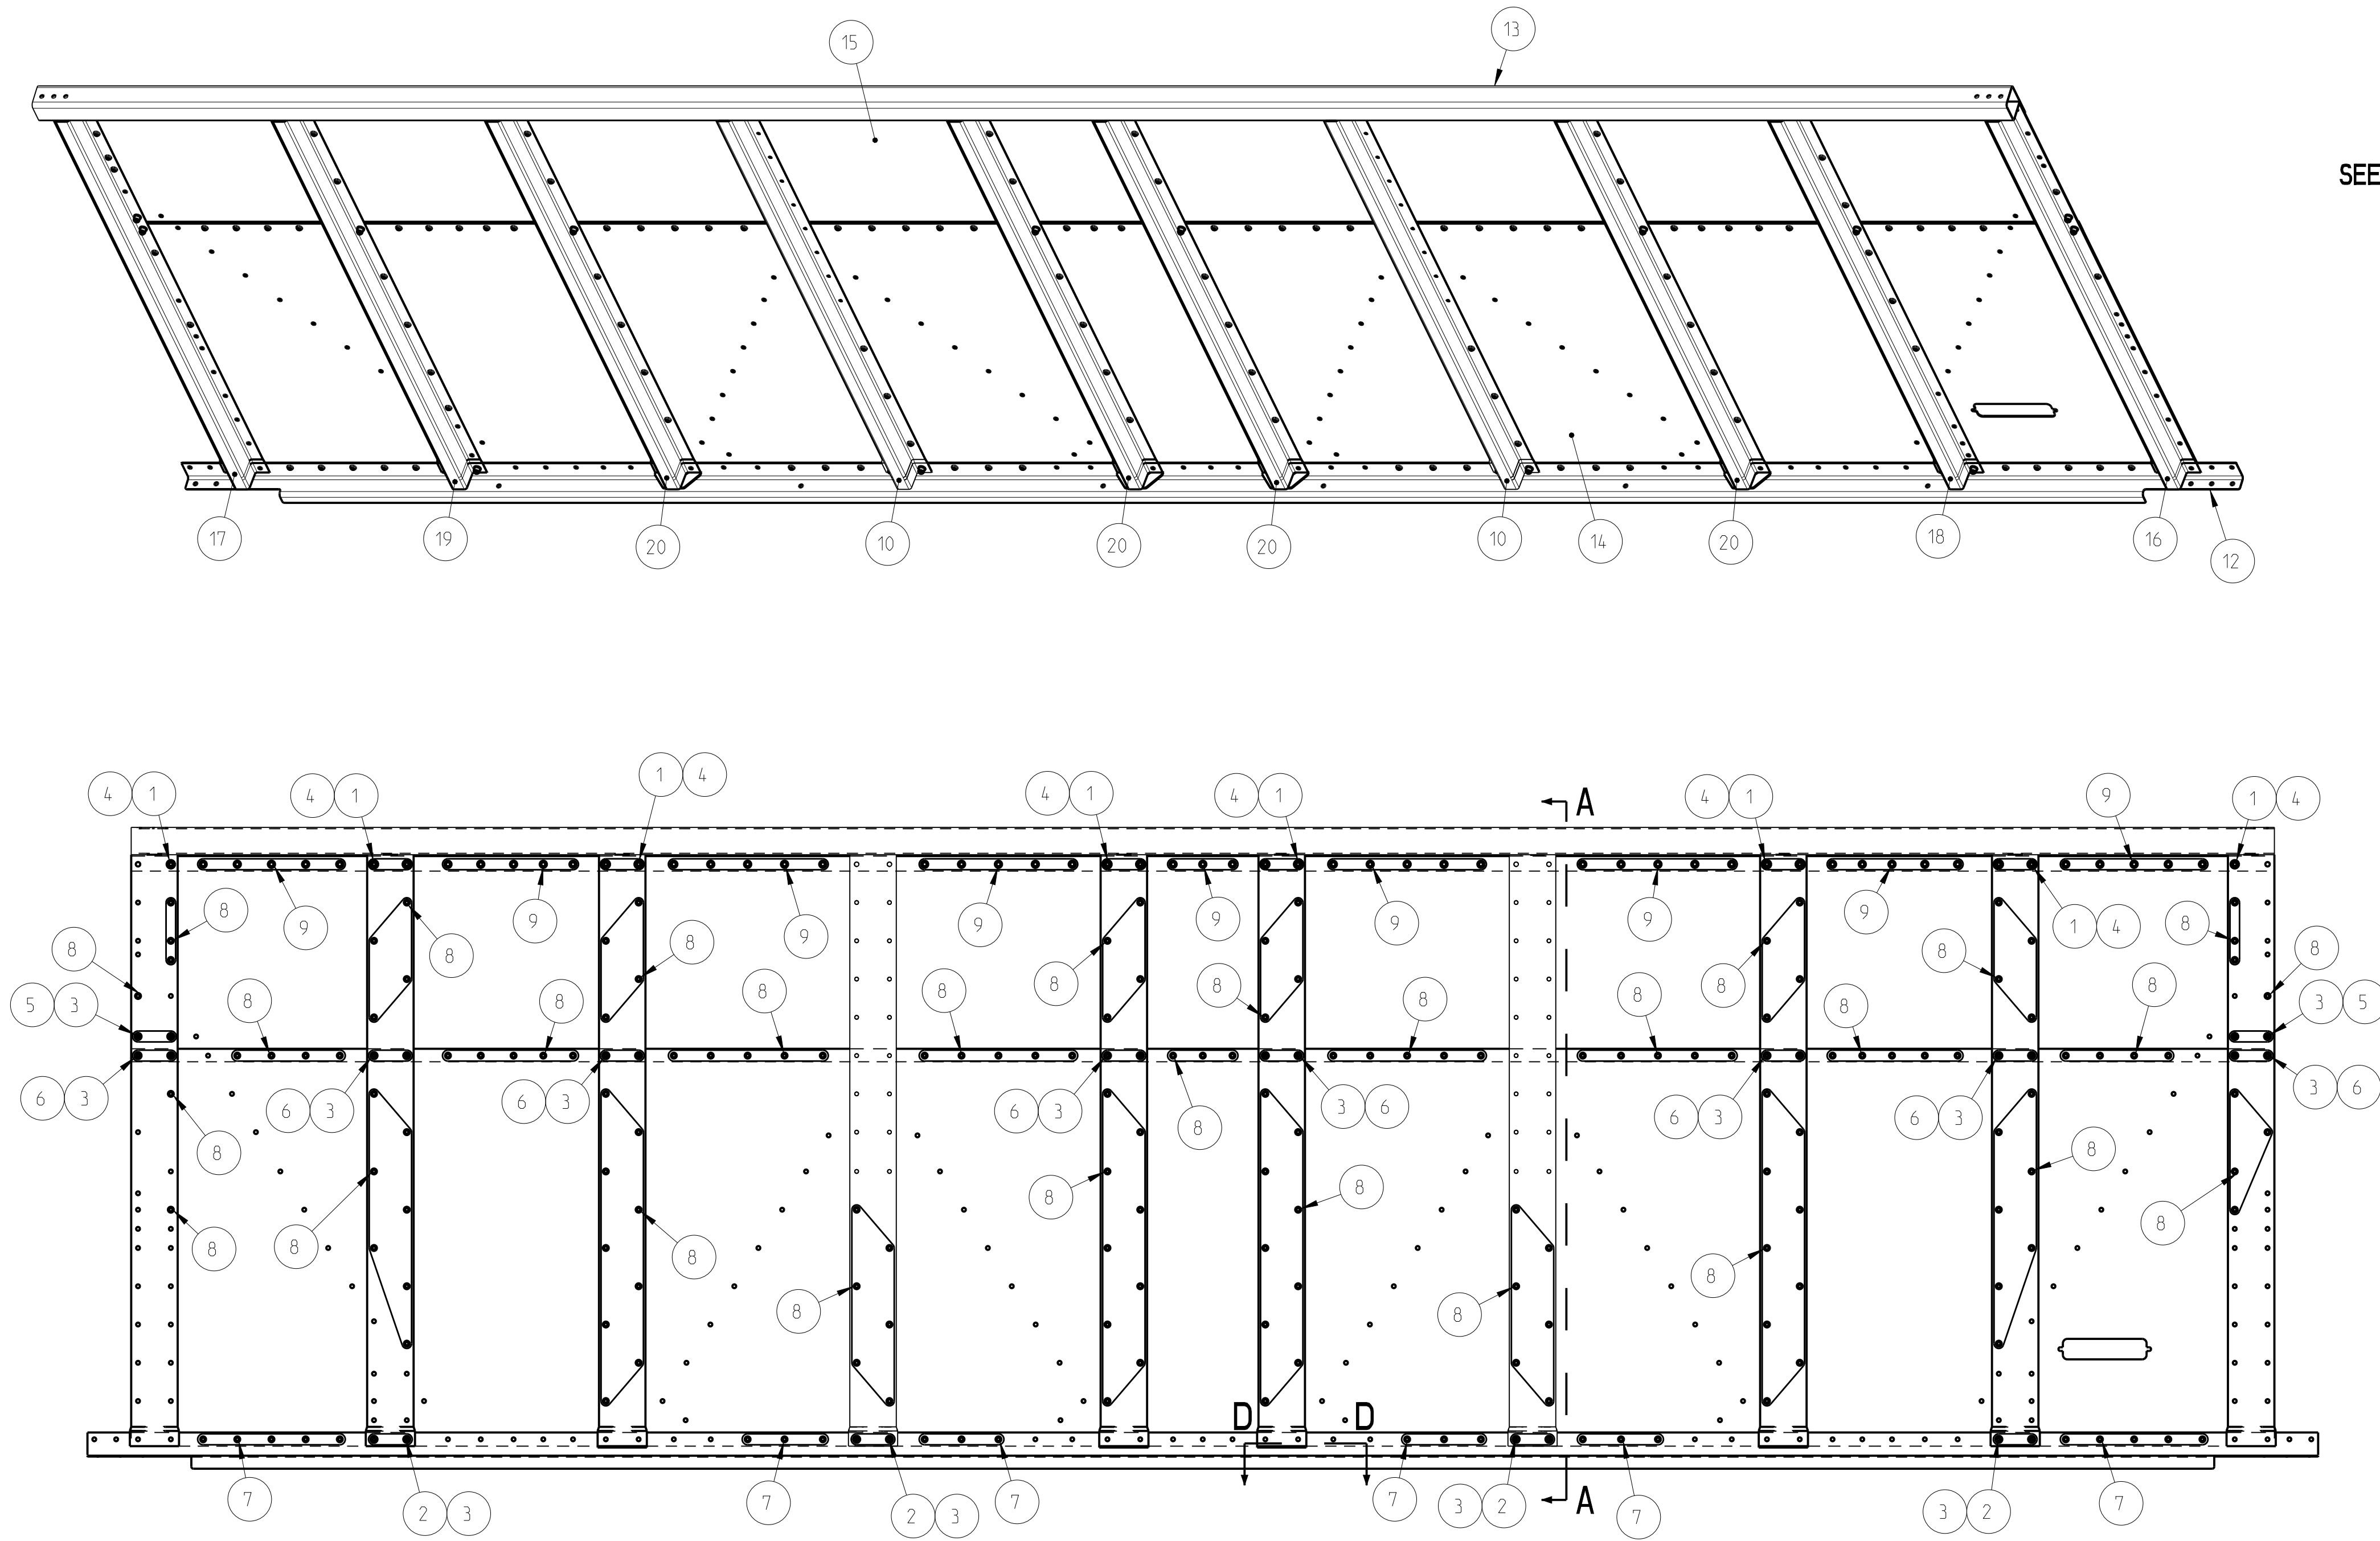 13
15
SEE
17 19 20 10 20 20 10 14 20 18 16 12
1 4
4 1 4 1 4 1 4 1 A 4 1 9 1 4
8 9 9 9 9 9 9 9 9 8 1 4
8 8 8 8 8 8 8 8
5 3 8 8 8 8 8 8 8 8 3 5
6 3 6 3 6 3 6 3 8 3 6 6 3 6 3 3 6
8 8 8 8 8
8 8 8 8 8
8 8
D D
7 2 3 7 2 3 7 7 3 2 A 7 3 2 7